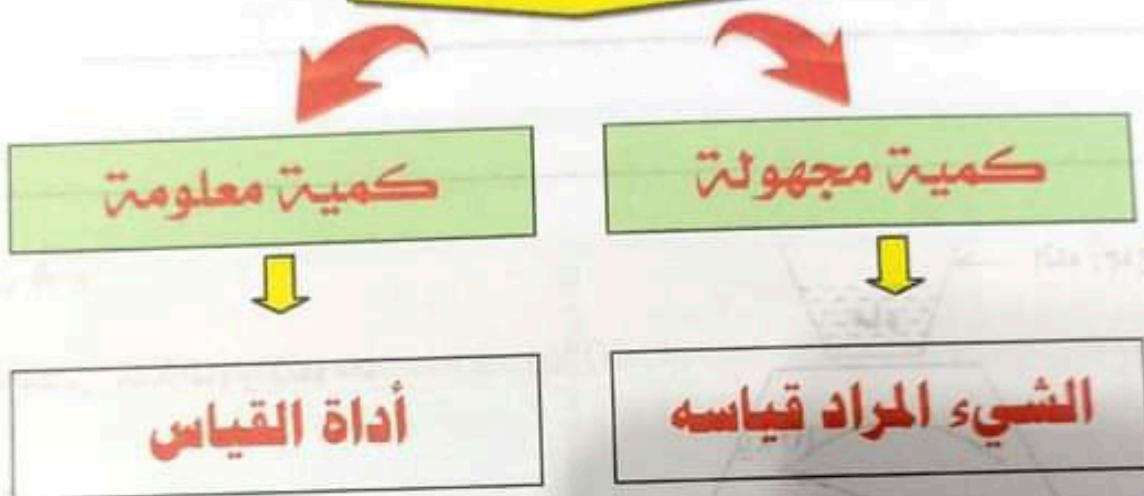 كمية مجهولة
كمية معلومة
الشيء المراد قياسه
أداة القياس